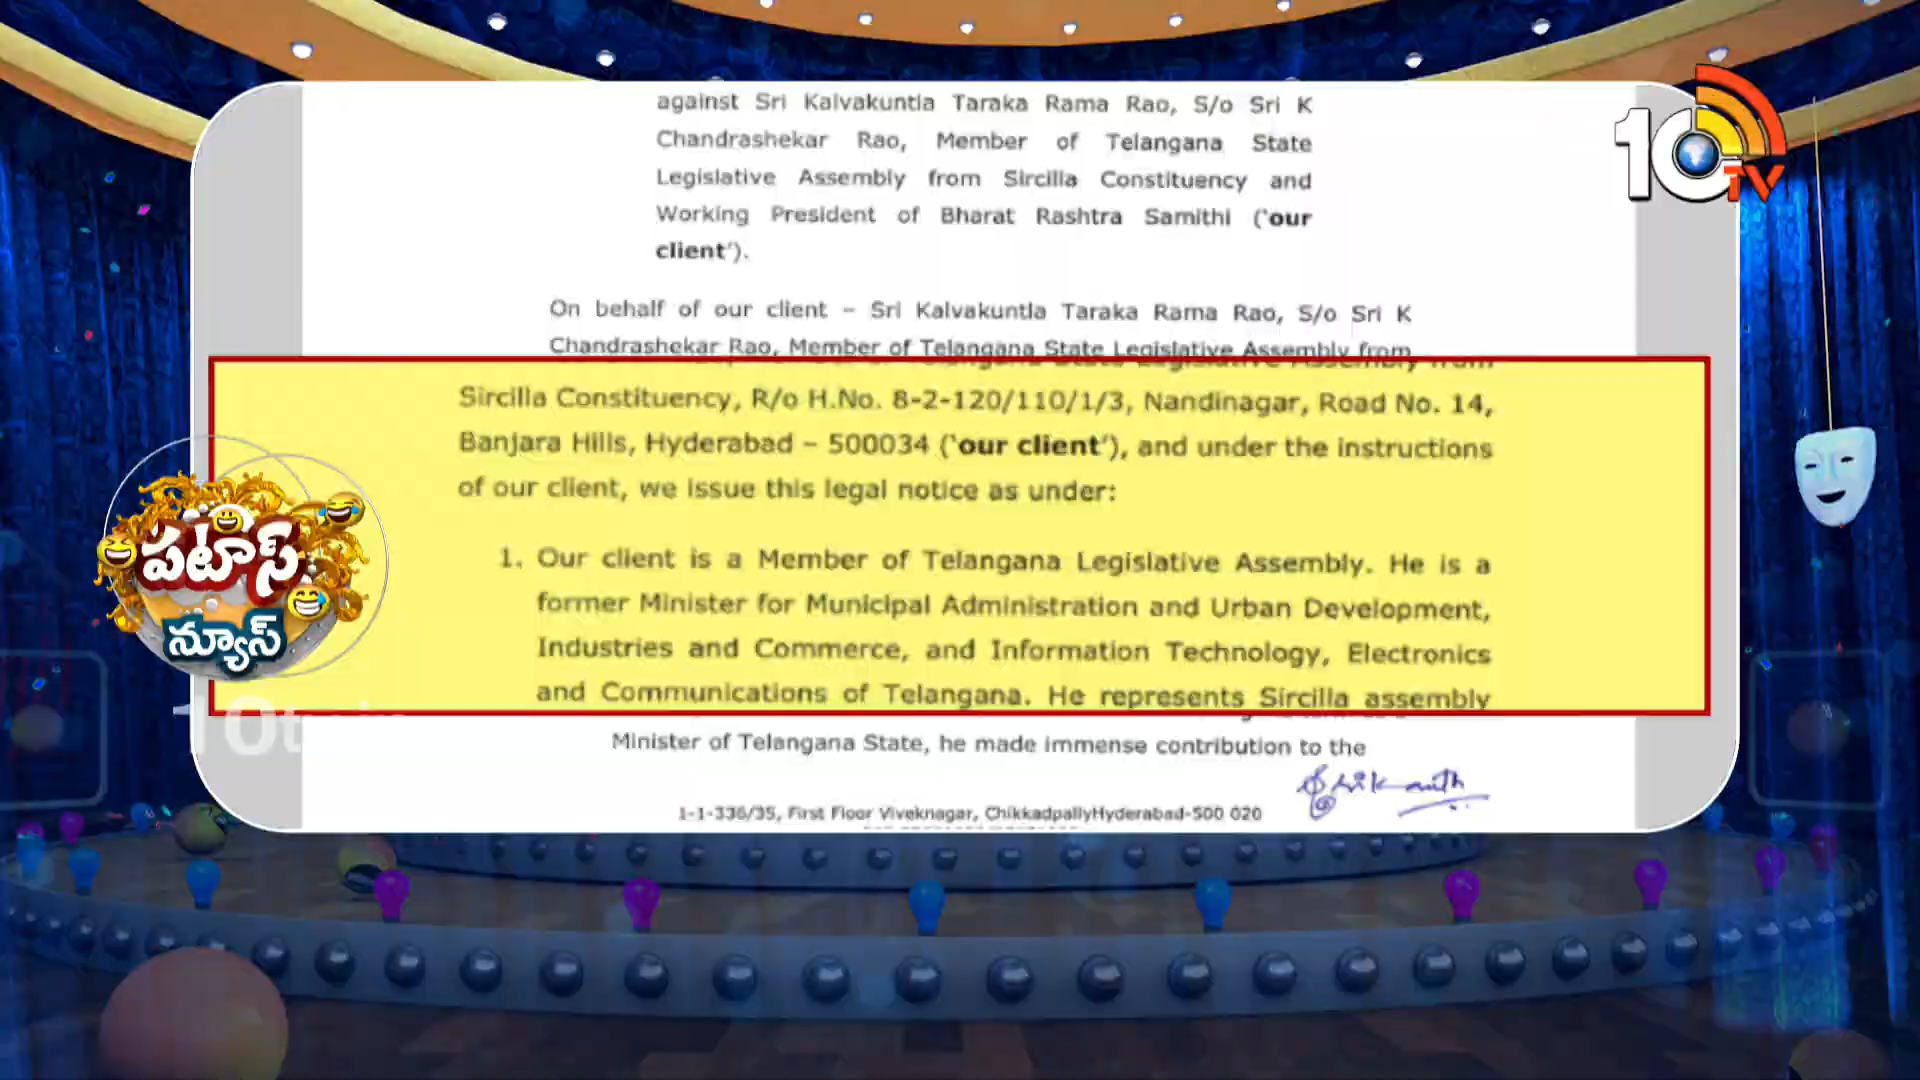 against Sri Kalvakuntla Taraka Rama Rao, S/o Sri K
Chandrashekar Rao, Member of Telangana State
Legislative Assembly from Sircilla Constituency and
Working President of Bharat Rashtra Samithi ('our
client').
On behalf of our client – Sri Kalvakuntla Taraka Rama Rao, S/o Sri K
Chandrashekar Rao, Member of Telangana State Legislative Assembly from
Sircilla Constituency, R/o H.No. 8-2-120/110/1/3, Nandinagar, Road No. 14,
Banjara Hills, Hyderabad – 500034 ('our client'), and under the instructions
of our client, we issue this legal notice as under:
1. Our client is a Member of Telangana Legislative Assembly. He is a
former Minister for Municipal Administration and Urban Development,
Industries and Commerce, and Information Technology, Electronics
and Communications of Telangana. He represents Sircilla assembly
Minister of Telangana State, he made immense contribution to the
1-1-336/35, First Floor Viveknagar, ChikkadpallyHyderabad-500 020
10TV
పటాస్
న్యూస్